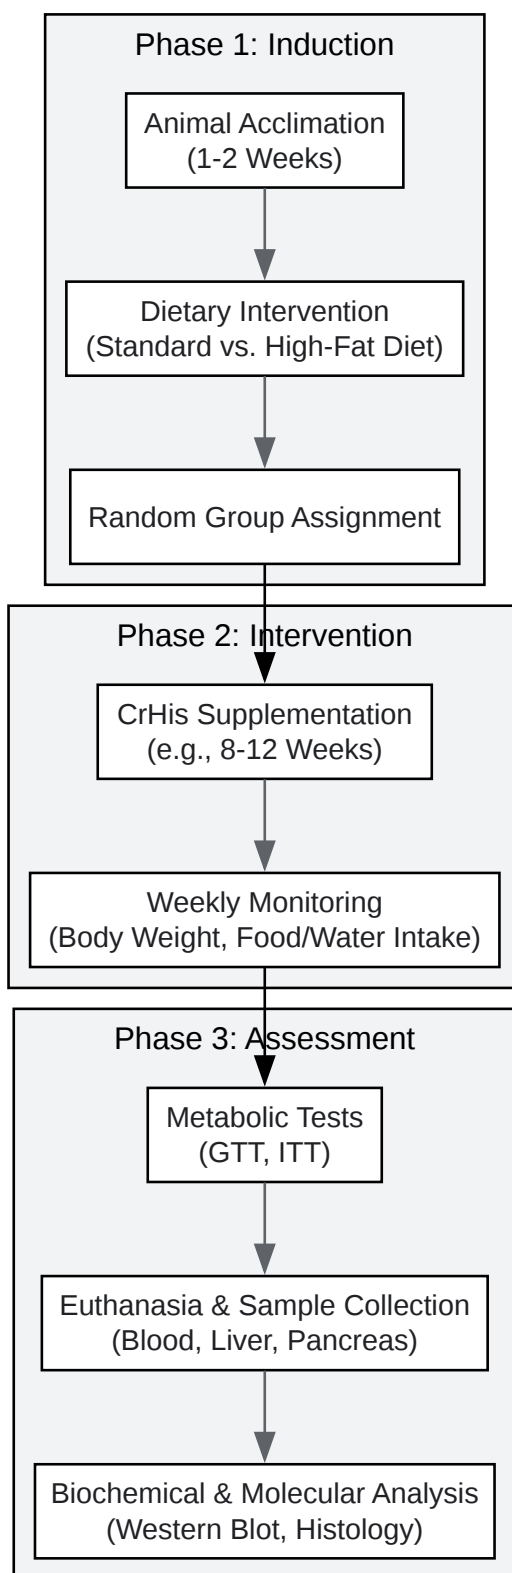 Phase 1: Induction
Animal Acclimation
(1-2 Weeks)
Dietary Intervention
(Standard vs. High-Fat Diet)
Random Group Assignment
Phase 2: Intervention
CrHis Supplementation
(e.g., 8-12 Weeks)
Weekly Monitoring
(Body Weight, Food/Water Intake)
Phase 3: Assessment
Metabolic Tests
(GTT, ITT)
Euthanasia & Sample Collection
(Blood, Liver, Pancreas)
Biochemical & Molecular Analysis
(Western Blot, Histology)